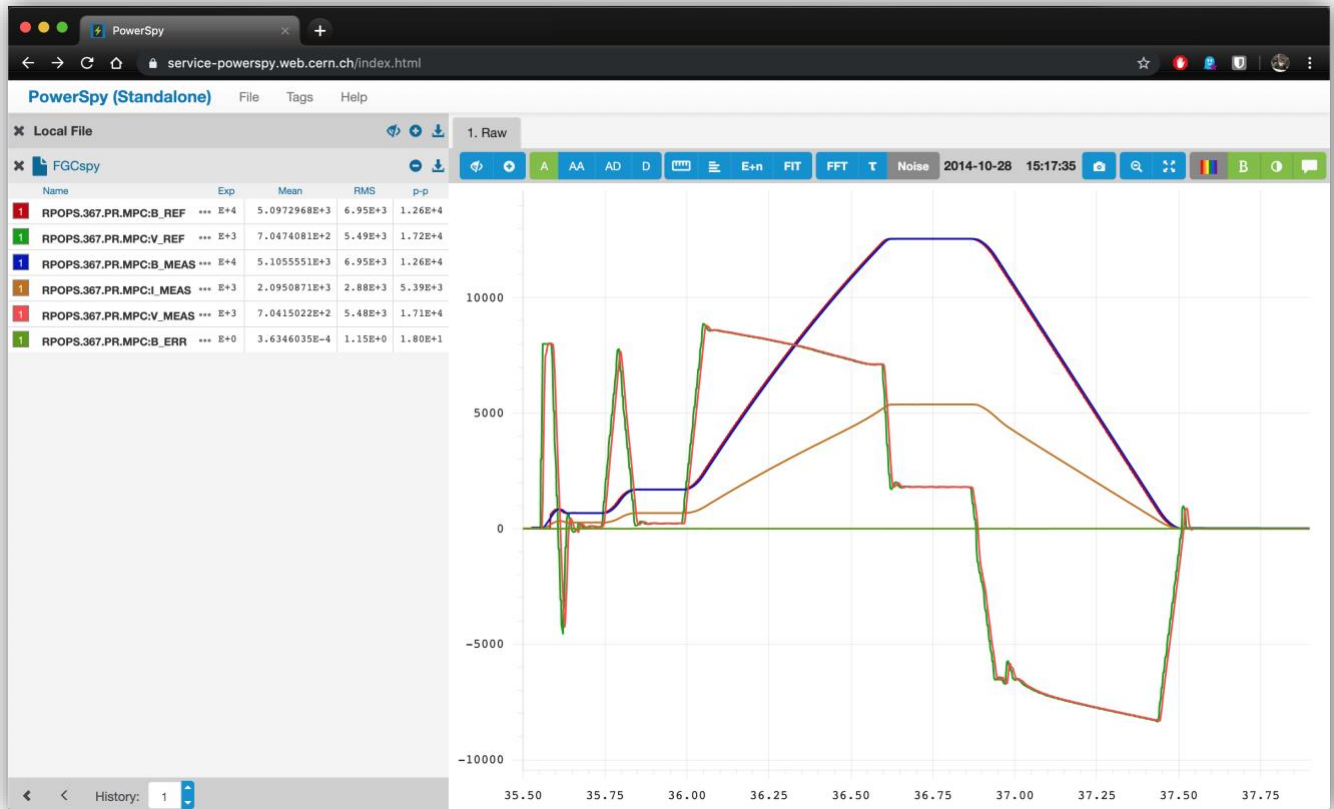 PowerSpy
service-powerspy.web.cern.ch/index.html
PowerSpy (Standalone) File Tags Help
Local File
1. Raw
FGCspy
A AA AD D E+n FIT FFT τ Noise 2014-10-28 15:17:35 B
Name Exp Mean RMS p-p
1 RPOPS.367.PR.MPC:B_REF ••• E+4 5.0972968E+3 6.95E+3 1.26E+4
1 RPOPS.367.PR.MPC:V_REF ••• E+3 7.0474081E+2 5.49E+3 1.72E+4
1 RPOPS.367.PR.MPC:B_MEAS ••• E+4 5.1055551E+3 6.95E+3 1.26E+4
1 RPOPS.367.PR.MPC:I_MEAS ••• E+3 2.0950871E+3 2.88E+3 5.39E+3
1 RPOPS.367.PR.MPC:V_MEAS ••• E+3 7.0415022E+2 5.48E+3 1.71E+4
1 RPOPS.367.PR.MPC:B_ERR ••• E+0 3.6346035E-4 1.15E+0 1.80E+1
10000
5000
0
-5000
-10000
35.50 35.75 36.00 36.25 36.50 36.75 37.00 37.25 37.50 37.75
History: 1